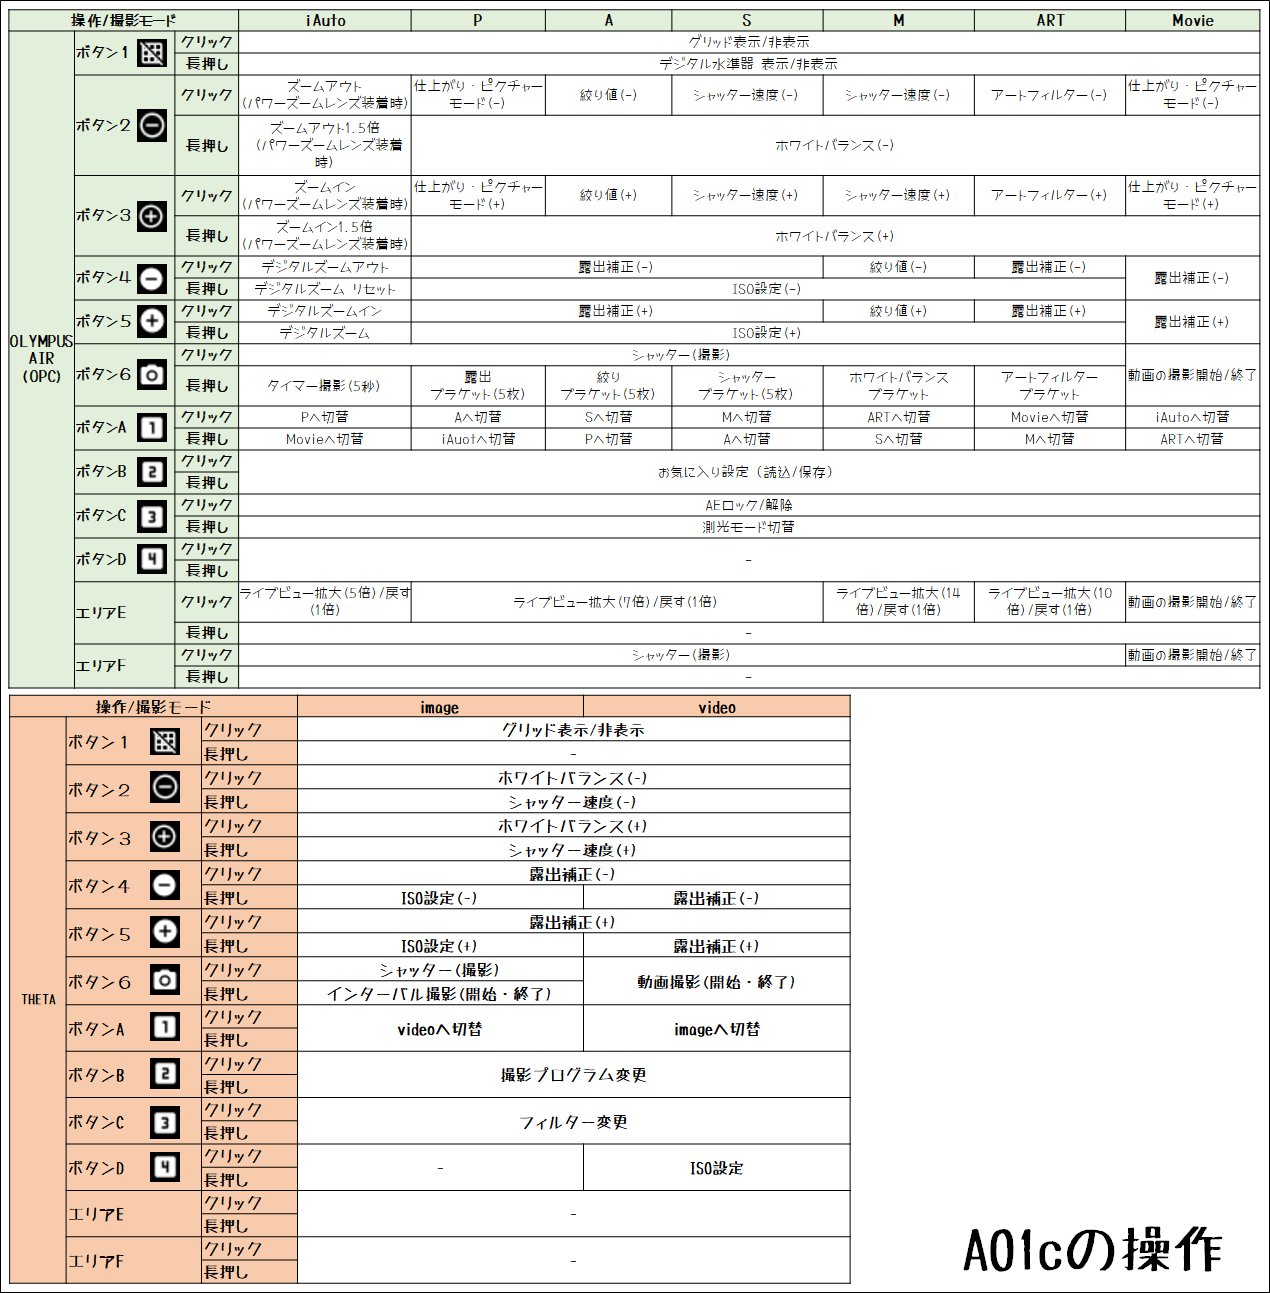 操作/撮影モード iAuto P A S M ART Movie
OLYMPUS AIR (OPC)
ボタン1 クリック グリッド表示/非表示
長押し デジタル水準器 表示/非表示
ボタン2 クリック ズームアウト (パワーズームレンズ装着時) 仕上がり・ピクチャーモード(-) 絞り値(-) シャッター速度(-) シャッター速度(-) アートフィルター(-) 仕上がり・ピクチャーモード(-)
長押し ズームアウト1.5倍 (パワーズームレンズ装着時) ホワイトバランス(-)
ボタン3 クリック ズームイン (パワーズームレンズ装着時) 仕上がり・ピクチャーモード(+) 絞り値(+) シャッター速度(+) シャッター速度(+) アートフィルター(+) 仕上がり・ピクチャーモード(+)
長押し ズームイン1.5倍 (パワーズームレンズ装着時) ホワイトバランス(+)
ボタン4 クリック デジタルズームアウト 露出補正(-) 絞り値(-) 露出補正(-) 露出補正(-)
長押し デジタルズーム リセット ISO設定(-)
ボタン5 クリック デジタルズームイン 露出補正(+) 絞り値(+) 露出補正(+) 露出補正(+)
長押し デジタルズーム ISO設定(+)
ボタン6 クリック シャッター(撮影) 動画の撮影開始/終了
長押し タイマー撮影(5秒) 露出 ブラケット(5枚) 絞り ブラケット(5枚) シャッター ブラケット(5枚) ホワイトバランス ブラケット アートフィルター ブラケット
ボタンA 1 クリック Pへ切替 Aへ切替 Sへ切替 Mへ切替 ARTへ切替 Movieへ切替 iAutoへ切替
長押し Movieへ切替 iAuotへ切替 Pへ切替 Aへ切替 Sへ切替 Mへ切替 ARTへ切替
ボタンB 2 クリック お気に入り設定（読込/保存）
長押し
ボタンC 3 クリック AEロック/解除
長押し 測光モード切替
ボタンD 4 クリック -
長押し
エリアE クリック ライブビュー拡大(5倍)/戻す(1倍) ライブビュー拡大(7倍)/戻す(1倍) ライブビュー拡大(14倍)/戻す(1倍) ライブビュー拡大(10倍)/戻す(1倍) 動画の撮影開始/終了
長押し -
エリアF クリック シャッター(撮影) 動画の撮影開始/終了
長押し -
操作/撮影モード image video
THETA
ボタン1 クリック グリッド表示/非表示
長押し -
ボタン2 クリック ホワイトバランス(-)
長押し シャッター速度(-)
ボタン3 クリック ホワイトバランス(+)
長押し シャッター速度(+)
ボタン4 クリック 露出補正(-)
長押し ISO設定(-) 露出補正(-)
ボタン5 クリック 露出補正(+)
長押し ISO設定(+) 露出補正(+)
ボタン6 クリック シャッター(撮影) 動画撮影(開始・終了)
長押し インターバル撮影(開始・終了)
ボタンA 1 クリック videoへ切替 imageへ切替
長押し
ボタンB 2 クリック 撮影プログラム変更
長押し
ボタンC 3 クリック フィルター変更
長押し
ボタンD 4 クリック - ISO設定
長押し
エリアE クリック -
長押し
エリアF クリック -
長押し
A01cの操作